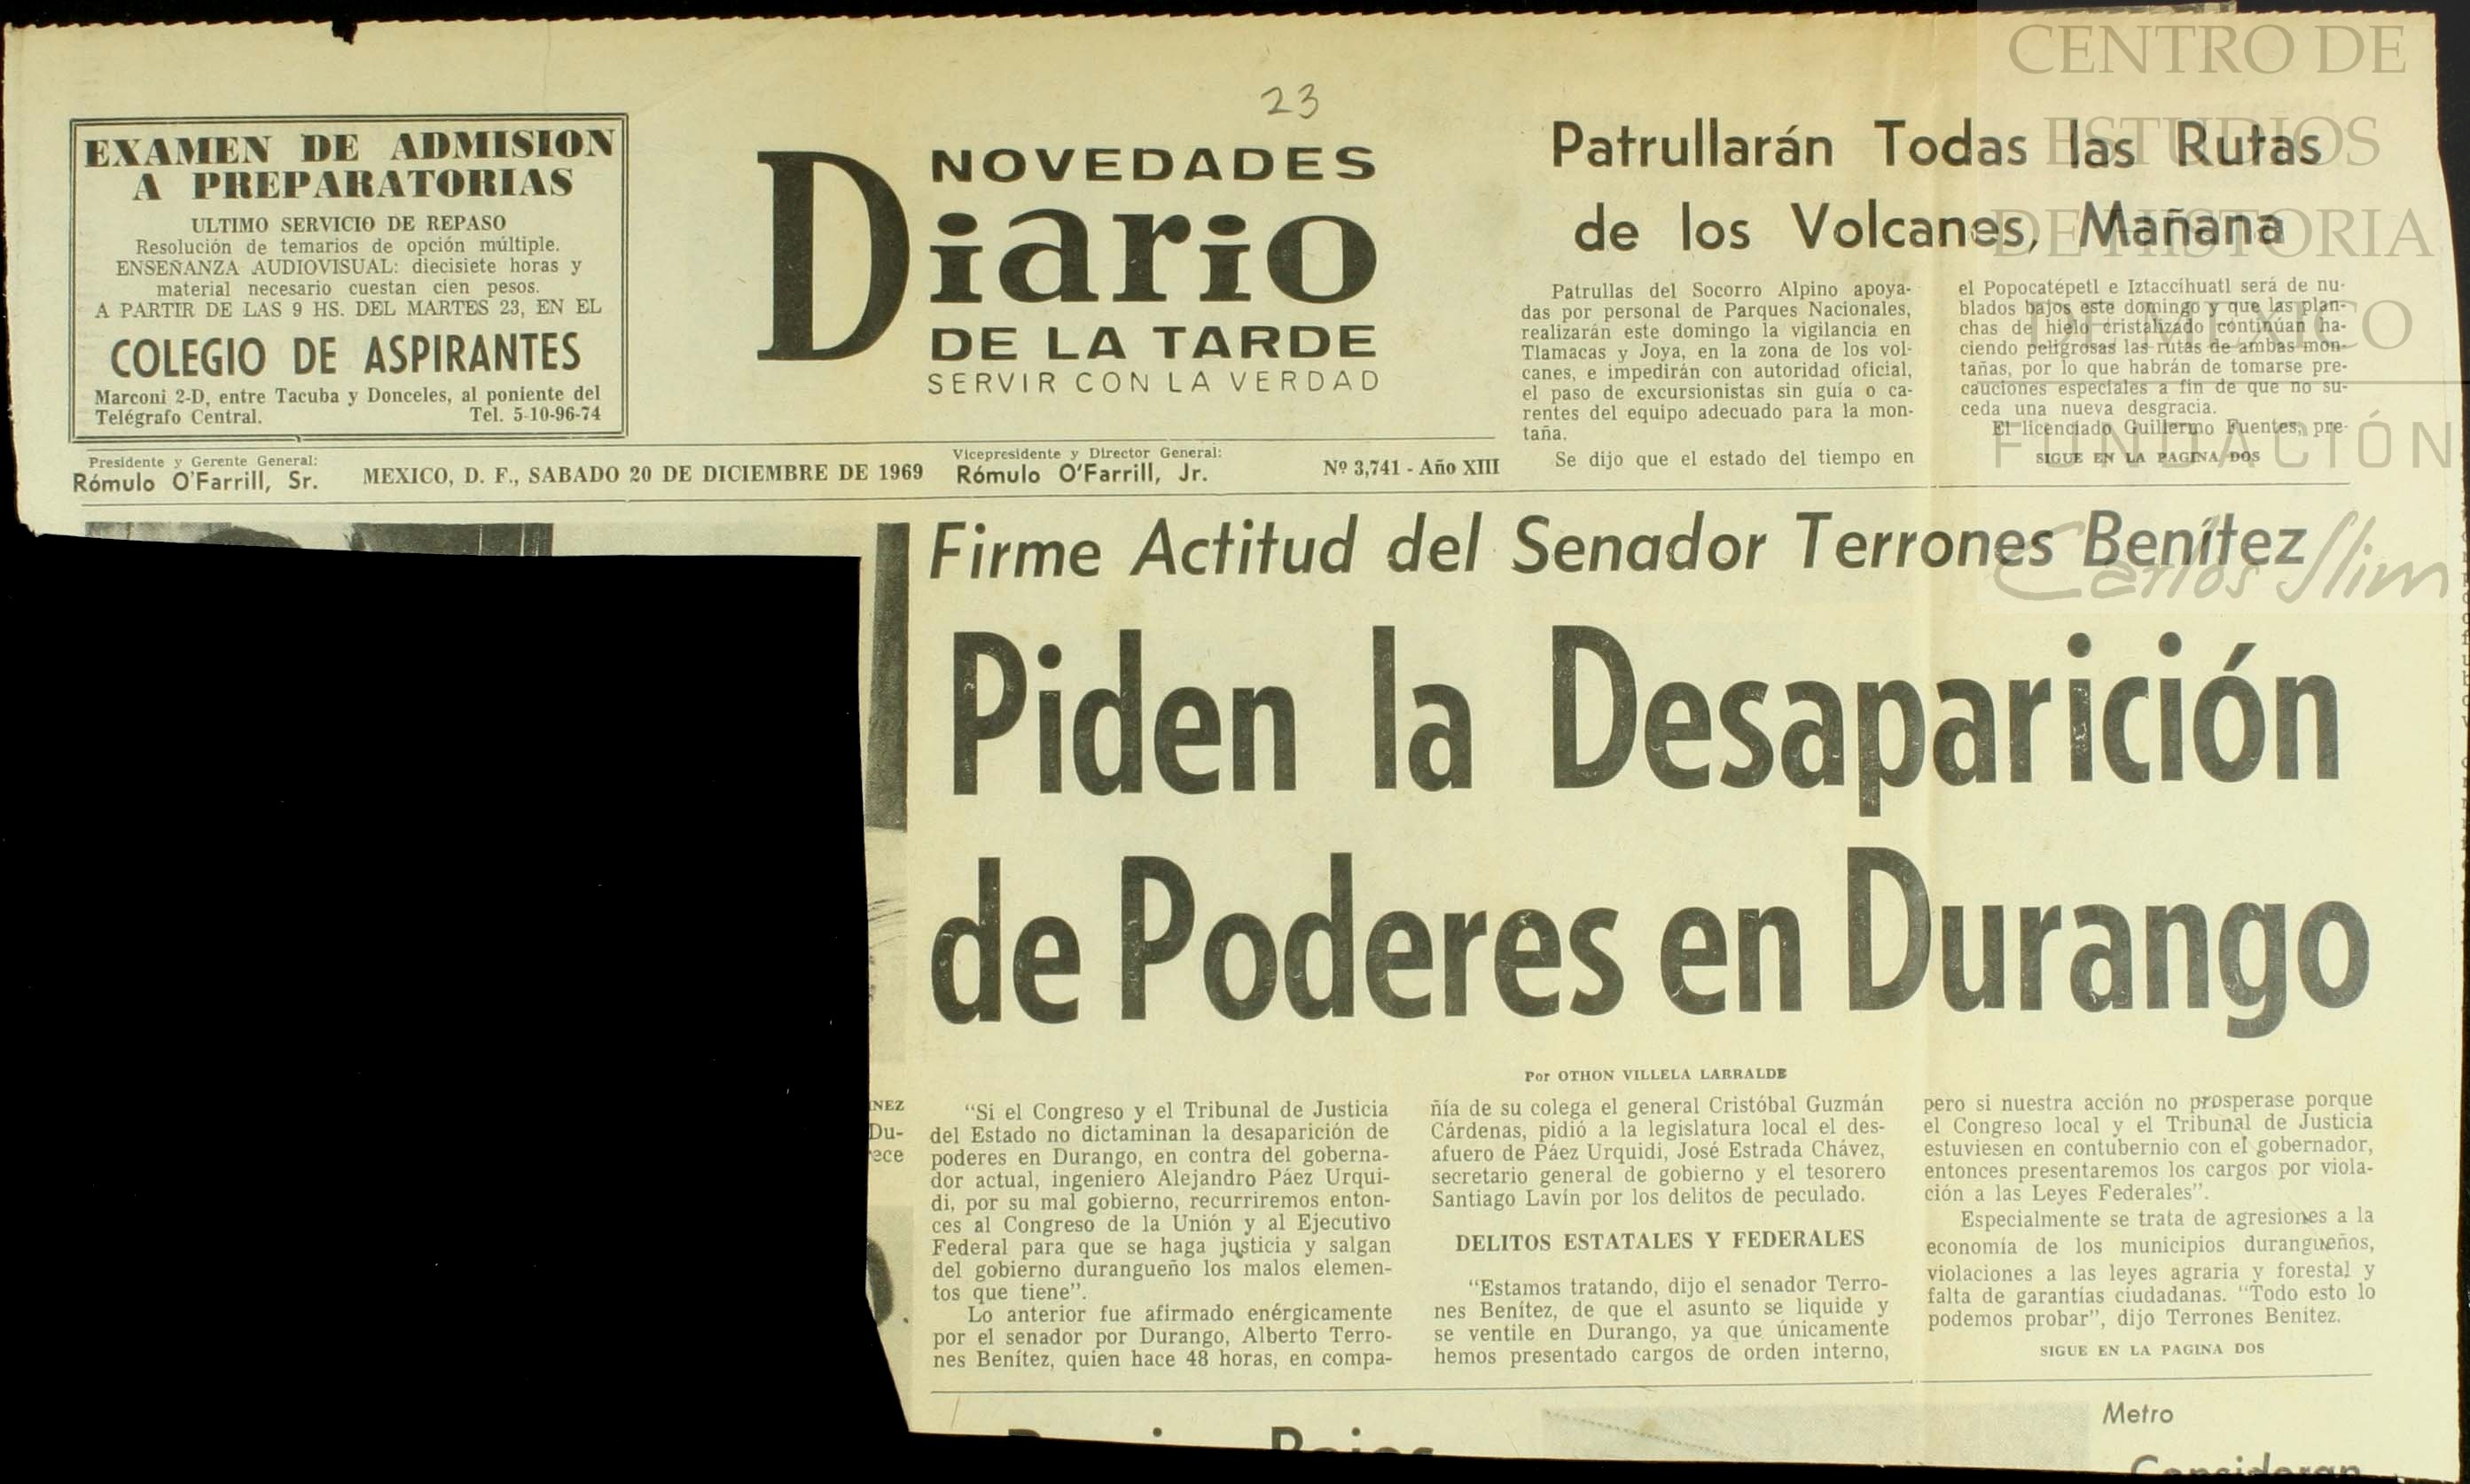 23
EXAMEN DE ADMISION
A PREPARATORIAS
ULTIMO SERVICIO DE REPASO
Resolución de temarios de opción múltiple.
ENSEÑANZA AUDIOVISUAL: diecisiete horas y
material necesario cuestan cien pesos.
A PARTIR DE LAS 9 HS. DEL MARTES 23, EN EL
COLEGIO DE ASPIRANTES
Marconi 2-D, entre Tacuba y Donceles, al poniente del
Telégrafo Central. Tel. 5-10-96-74
NOVEDADES
Diario
DE LA TARDE
SERVIR CON LA VERDAD
Presidente y Gerente General:
Rómulo O'Farrill, Sr.
MEXICO, D. F., SABADO 20 DE DICIEMBRE DE 1969
Vicepresidente y Director General:
Rómulo O'Farrill, Jr.
Nº 3,741 - Año XIII
Patrullarán Todas las Rutas
de los Volcanes, Mañana
Patrullas del Socorro Alpino apoya-
das por personal de Parques Nacionales,
realizarán este domingo la vigilancia en
Tlamacas y Joya, en la zona de los vol-
canes, e impedirán con autoridad oficial,
el paso de excursionistas sin guía o ca-
rentes del equipo adecuado para la mon-
taña.
Se dijo que el estado del tiempo en
el Popocatépetl e Iztaccíhuatl será de nu-
blados bajos este domingo y que las plan-
chas de hielo cristalizado continúan ha-
ciendo peligrosas las rutas de ambas mon-
tañas, por lo que habrán de tomarse pre-
cauciones especiales a fin de que no su-
ceda una nueva desgracia.
El licenciado Guillermo Fuentes, pre-
SIGUE EN LA PAGINA DOS
CENTRO DE
ESTUDIOS
DE HISTORIA
DE MEXICO
FUNDACIÓN
Carlos Slim
Firme Actitud del Senador Terrones Benítez
Piden la Desaparición
de Poderes en Durango
Por OTHON VILLELA LARRALDE
NEZ
Du-
ece
"Si el Congreso y el Tribunal de Justicia
del Estado no dictaminan la desaparición de
poderes en Durango, en contra del goberna-
dor actual, ingeniero Alejandro Páez Urqui-
di, por su mal gobierno, recurriremos enton-
ces al Congreso de la Unión y al Ejecutivo
Federal para que se haga justicia y salgan
del gobierno durangueño los malos elemen-
tos que tiene".
Lo anterior fue afirmado enérgicamente
por el senador por Durango, Alberto Terro-
nes Benítez, quien hace 48 horas, en compa-
ñía de su colega el general Cristóbal Guzmán
Cárdenas, pidió a la legislatura local el des-
afuero de Páez Urquidi, José Estrada Chávez,
secretario general de gobierno y el tesorero
Santiago Lavín por los delitos de peculado.
DELITOS ESTATALES Y FEDERALES
"Estamos tratando, dijo el senador Terro-
nes Benítez, de que el asunto se liquide y
se ventile en Durango, ya que únicamente
hemos presentado cargos de orden interno,
pero si nuestra acción no prosperase porque
el Congreso local y el Tribunal de Justicia
estuviesen en contubernio con el gobernador,
entonces presentaremos los cargos por viola-
ción a las Leyes Federales".
Especialmente se trata de agresiones a la
economía de los municipios durangueños,
violaciones a las leyes agraria y forestal y
falta de garantías ciudadanas. "Todo esto lo
podemos probar", dijo Terrones Benítez.
SIGUE EN LA PAGINA DOS
Metro
Consideran